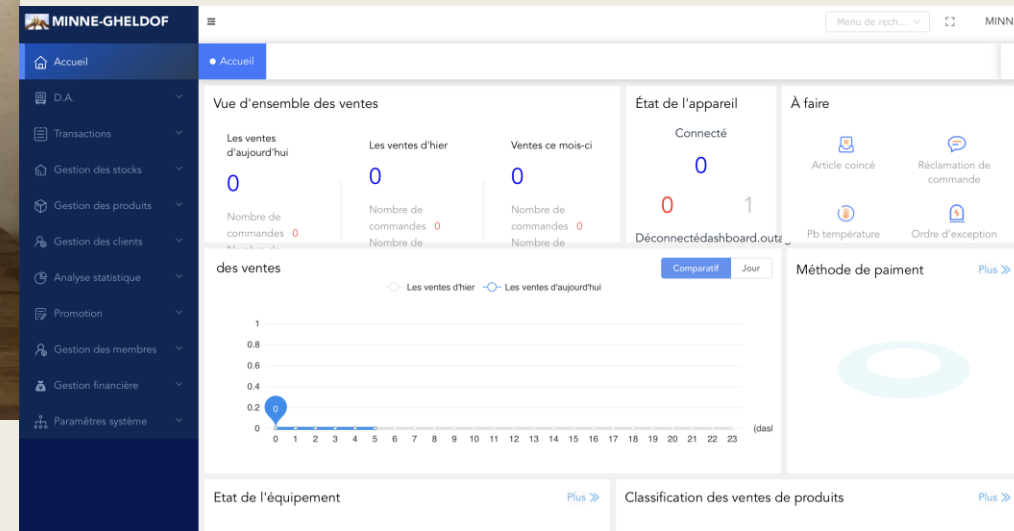 MINNE-GHELDOF
Menu de rech...
MINN
Accueil
Accueil
D.A.
Transactions
Gestion des stocks
Gestion des produits
Gestion des clients
Analyse statistique
Promotion
Gestion des membres
Gestion financière
Paramêtres système
Vue d'ensemble des ventes
Les ventes
d'aujourd'hui
0
Nombre de
commandes 0
Nombre de
Les ventes d'hier
0
Nombre de
commandes 0
Nombre de
Ventes ce mois-ci
0
Nombre de
commandes 0
Nombre de
État de l'appareil
Connecté
0
0 1
Déconnectédashboard.outag
À faire
Article coincé
Réclamation de
commande
Pb température
Ordre d'exception
des ventes
Comparatif Jour
Les ventes d'hier Les ventes d'aujourd'hui
1
0.8
0.6
0.4
0.2
0
0
0 1 2 3 4 5 6 7 8 9 10 11 12 13 14 15 16 17 18 19 20 21 22 23
(dasl
Méthode de paiment
Plus
Etat de l'équipement
Plus
Classification des ventes de produits
Plus